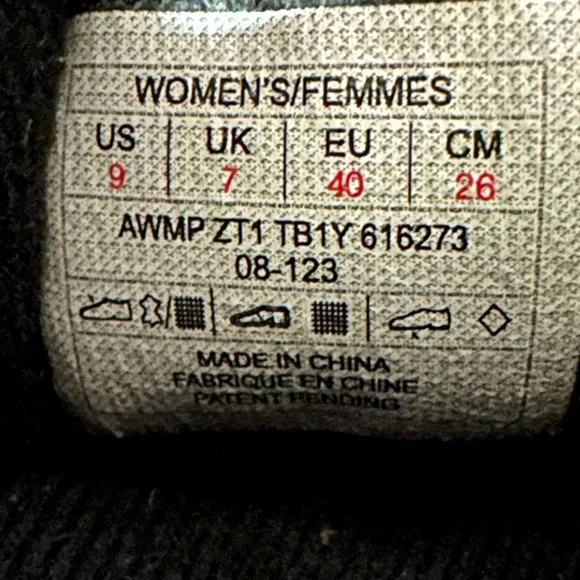 WOMEN'S/FEMMES
US UK EU CM
9 7 40 26
AWMP ZT1 TB1Y 616273
08-123
MADE IN CHINA
FABRIQUE EN CHINE
PATENT PENDING